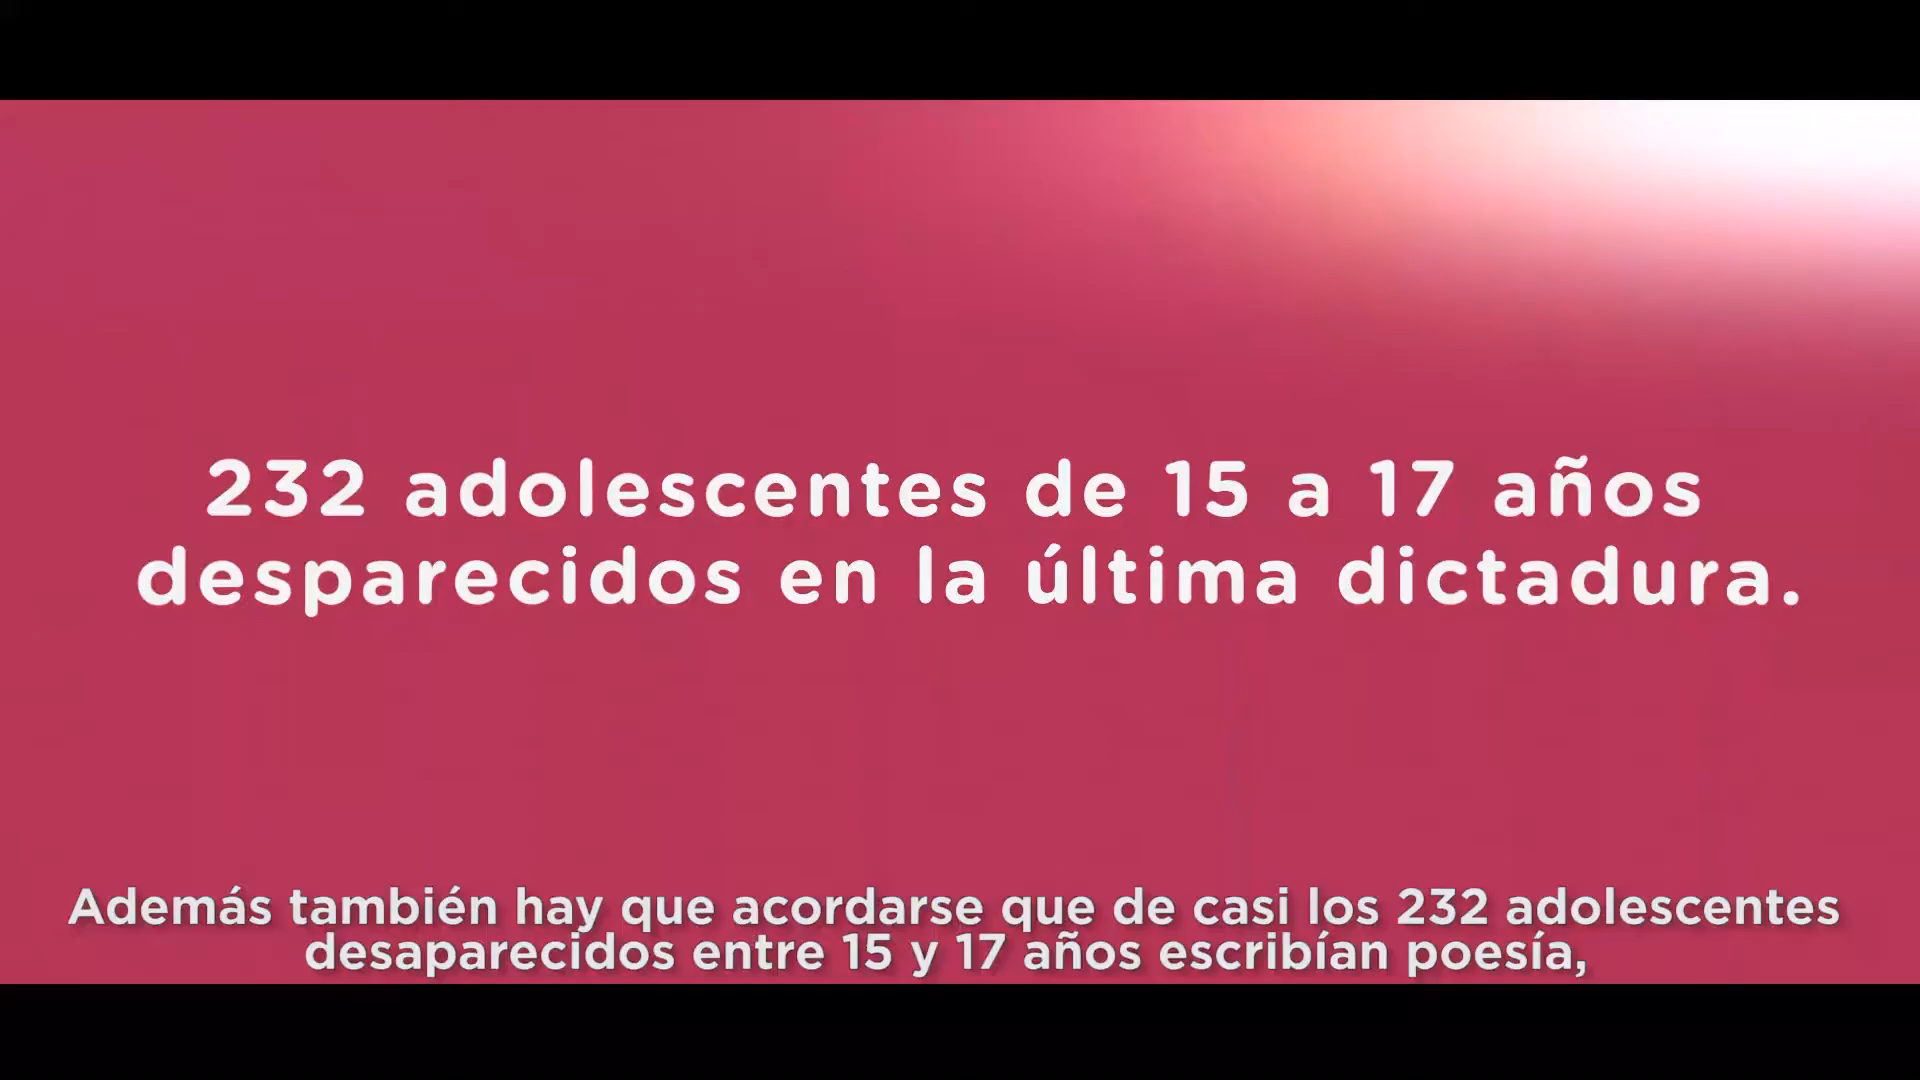 232 adolescentes de 15 a 17 años
desparecidos en la última dictadura.
Además también hay que acordarse que de casi los 232 adolescentes
desaparecidos entre 15 y 17 años escribían poesía,